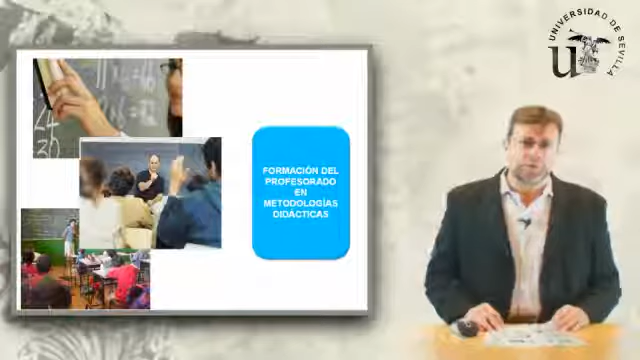 UNIVERSIDAD DE SEVILLA
FORMACIÓN DEL
PROFESORADO
EN
METODOLOGÍAS
DIDÁCTICAS